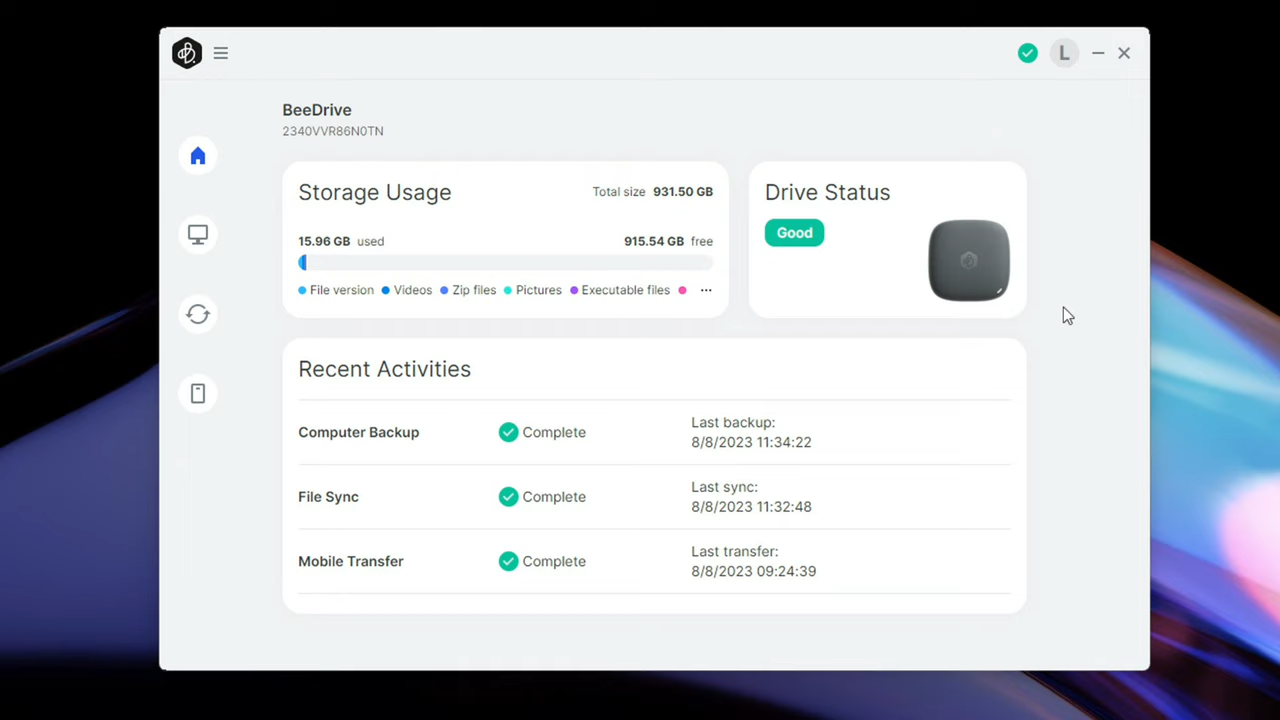 L
BeeDrive
2340VVR86N0TN
Storage Usage
Total size 931.50 GB
15.96 GB used
915.54 GB free
File version Videos Zip files Pictures Executable files ...
Drive Status
Good
Recent Activities
Computer Backup
Complete
Last backup:
8/8/2023 11:34:22
File Sync
Complete
Last sync:
8/8/2023 11:32:48
Mobile Transfer
Complete
Last transfer:
8/8/2023 09:24:39